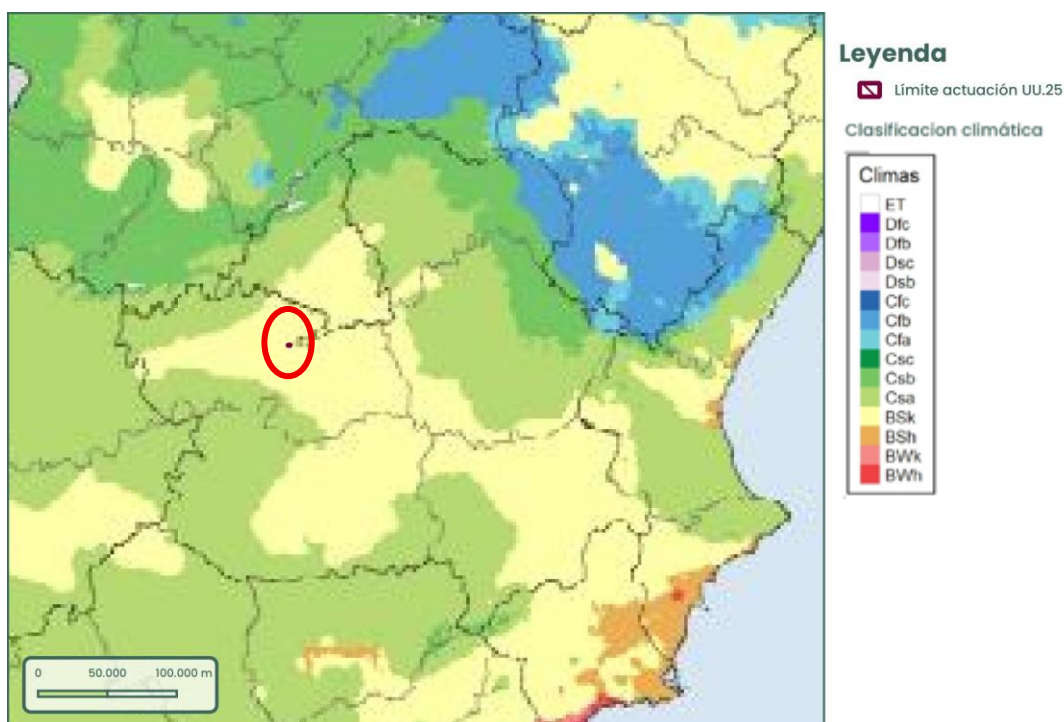 Leyenda
Límite actuación UU.25
Clasificacion climática
Climas
ET
Dfc
Dfb
Dsc
Dsb
Cfc
Cfb
Cfa
Csc
Csb
Csa
BSk
BSh
BWk
BWh
0 50.000 100.000 m